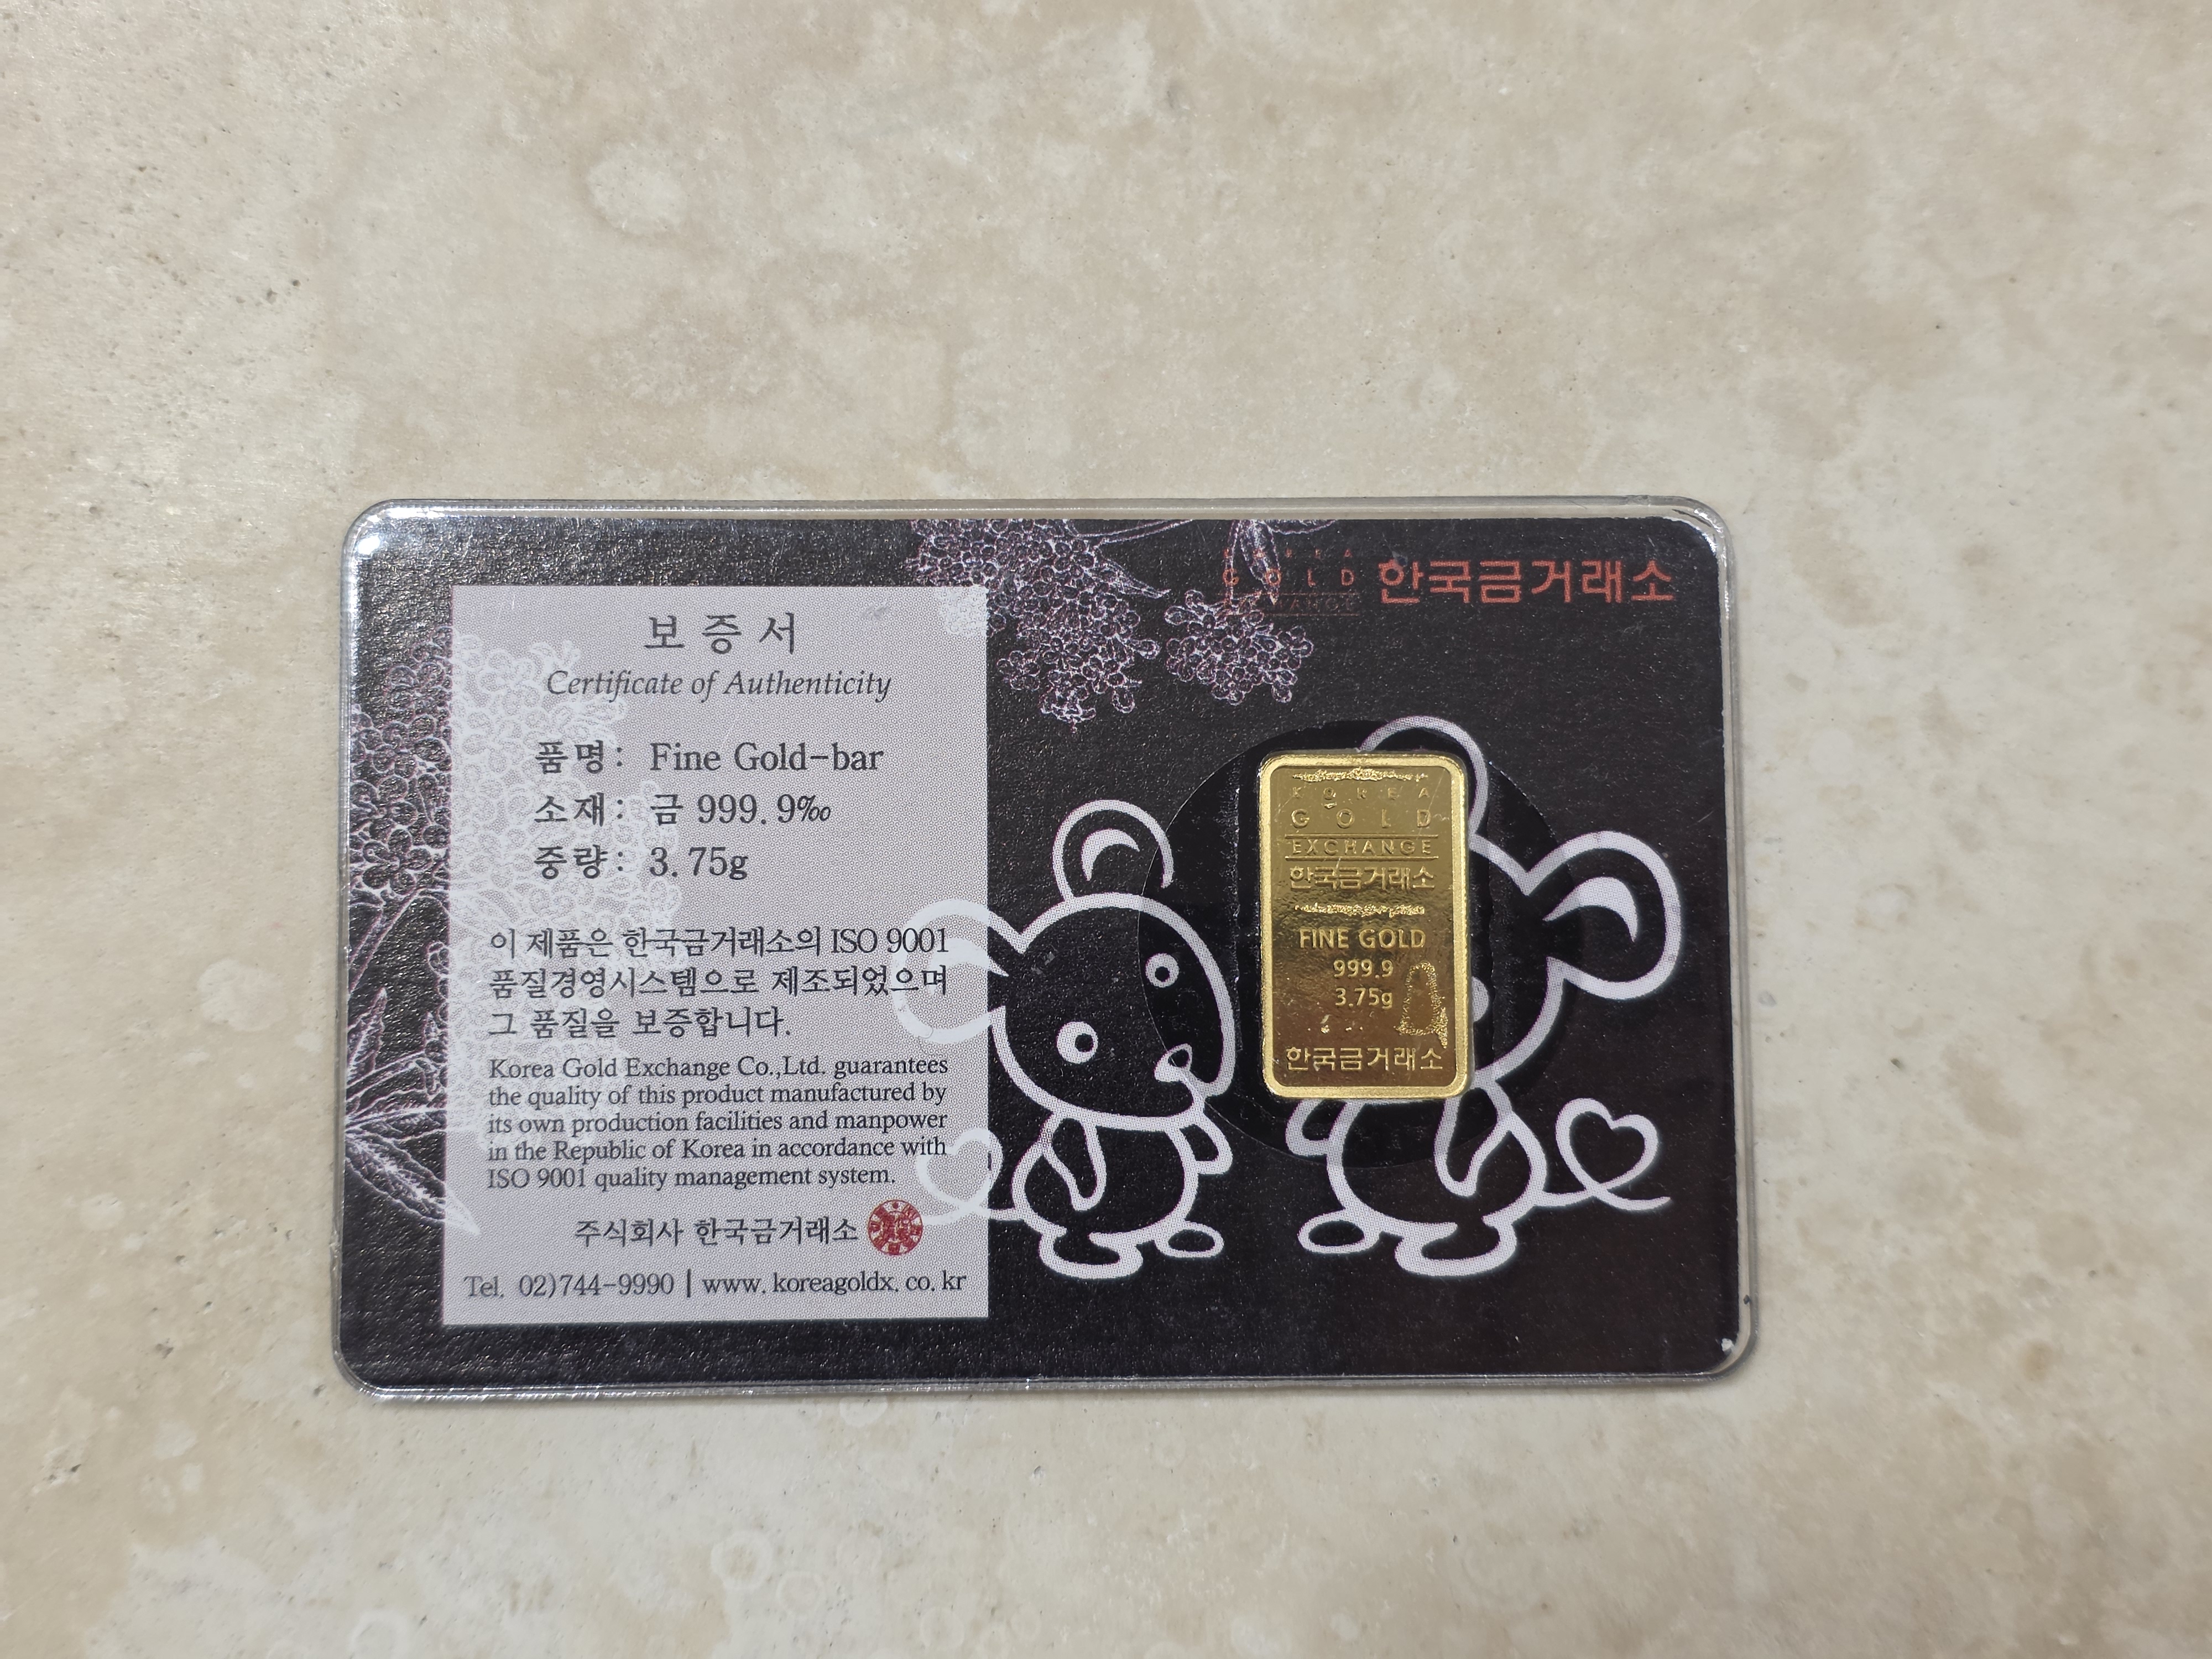 KOREA
GOLD
EXCHANGE
한국금거래소
보증서
Certificate of Authenticity
품명: Fine Gold-bar
소재: 금 999.9‰
중량: 3.75g
이 제품은 한국금거래소의 ISO 9001
품질경영시스템으로 제조되었으며
그 품질을 보증합니다.
Korea Gold Exchange Co.,Ltd. guarantees
the quality of this product manufactured by
its own production facilities and manpower
in the Republic of Korea in accordance with
ISO 9001 quality management system.
주식회사 한국금거래소
Tel. 02)744-9990 | www.koreagoldx.co.kr
KOREA
GOLD
EXCHANGE
한국금거래소
FINE GOLD
999.9
3.75g
한국금거래소